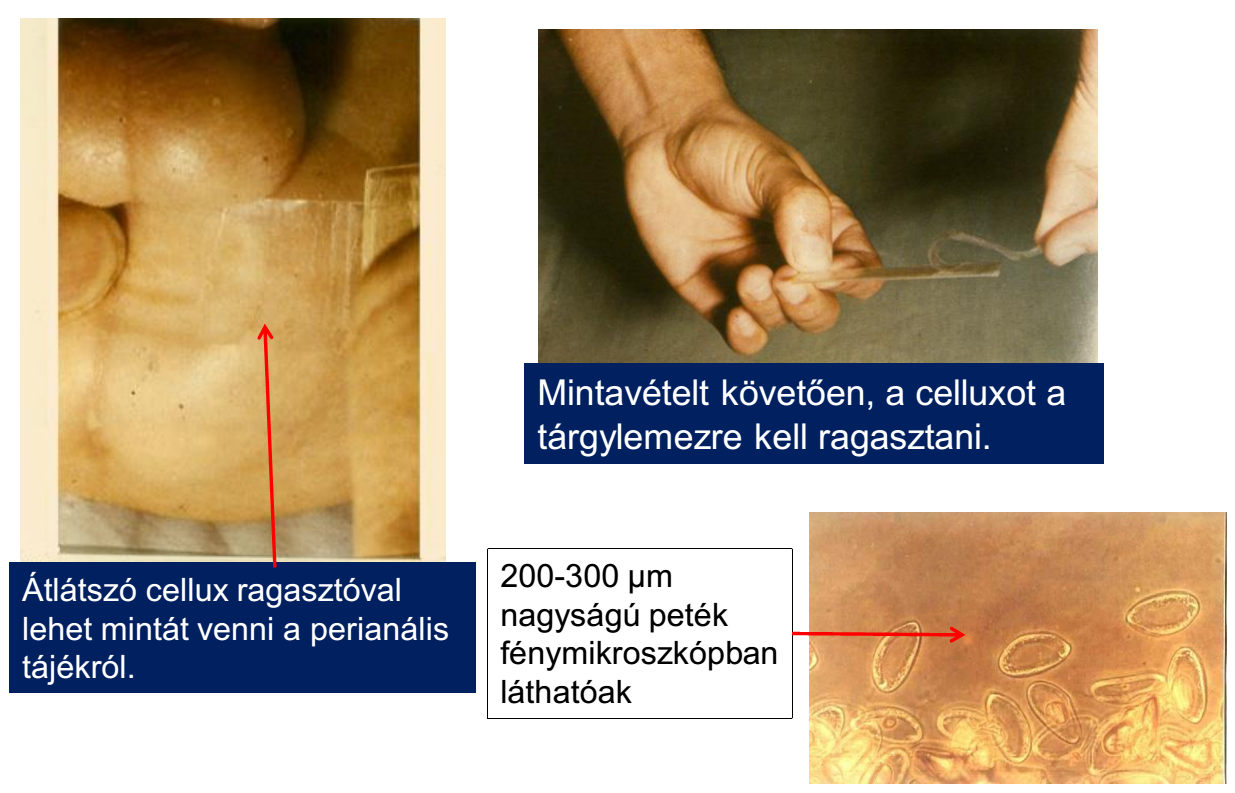 Mintavételt követően, a celluxot a
tárgylemezre kell ragasztani.
Átlátszó cellux ragasztóval
lehet mintát venni a perianális
tájékról.
200-300 µm
nagyságú peték
fénymikroszkópban
láthatóak